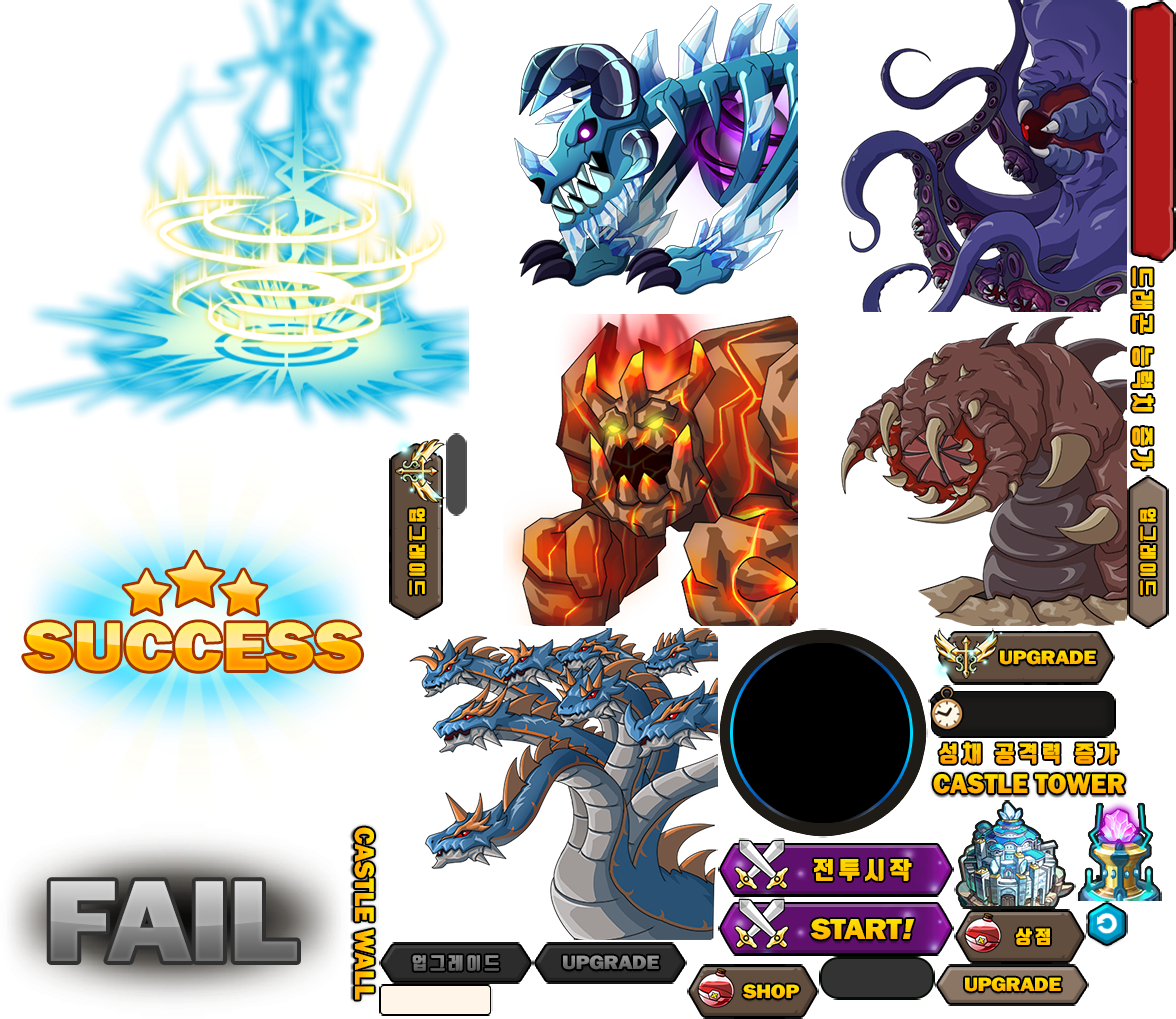 드래곤 능력치 증가
업그레이드
업그레이드
SUCCESS
UPGRADE
성채 공격력 증가
CASTLE TOWER
CASTLE WALL
전투시작
FAIL
START!
상점
업그레이드
UPGRADE
SHOP
UPGRADE